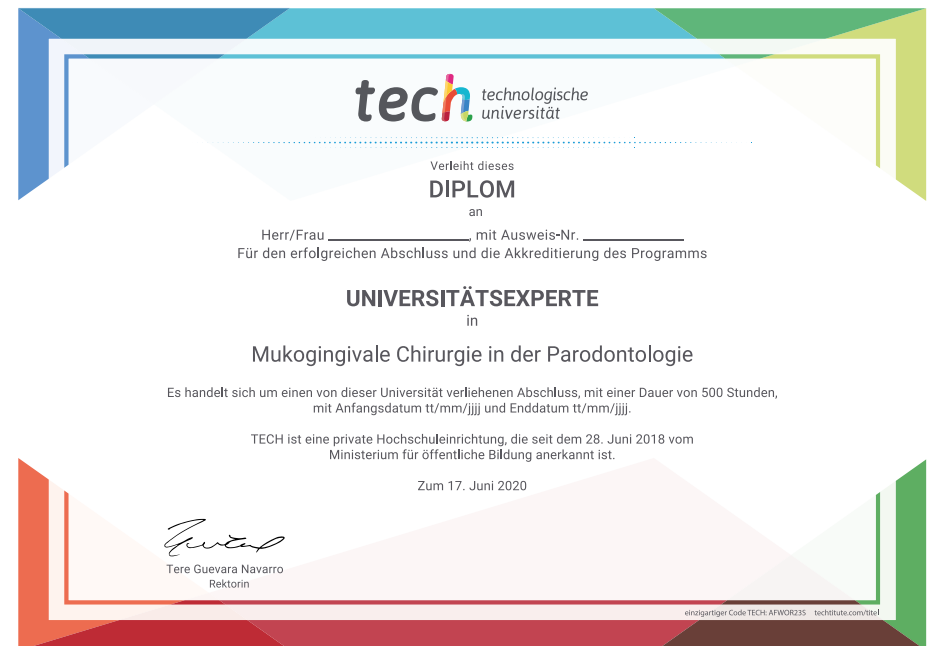 tech technologische
universität
Verleiht dieses
DIPLOM
an
Herr/Frau ____________, mit Ausweis-Nr. ____________
Für den erfolgreichen Abschluss und die Akkreditierung des Programms
UNIVERSITÄTSEXPERTE
in
Mukogingivale Chirurgie in der Parodontologie
Es handelt sich um einen von dieser Universität verliehenen Abschluss, mit einer Dauer von 500 Stunden,
mit Anfangsdatum tt/mm/jjjj und Enddatum tt/mm/jjjj.
TECH ist eine private Hochschuleinrichtung, die seit dem 28. Juni 2018 vom
Ministerium für öffentliche Bildung anerkannt ist.
Zum 17. Juni 2020
Tere Guevara Navarro
Rektorin
einzigartiger Code TECH: AFWOR23S techtitute.com/titel